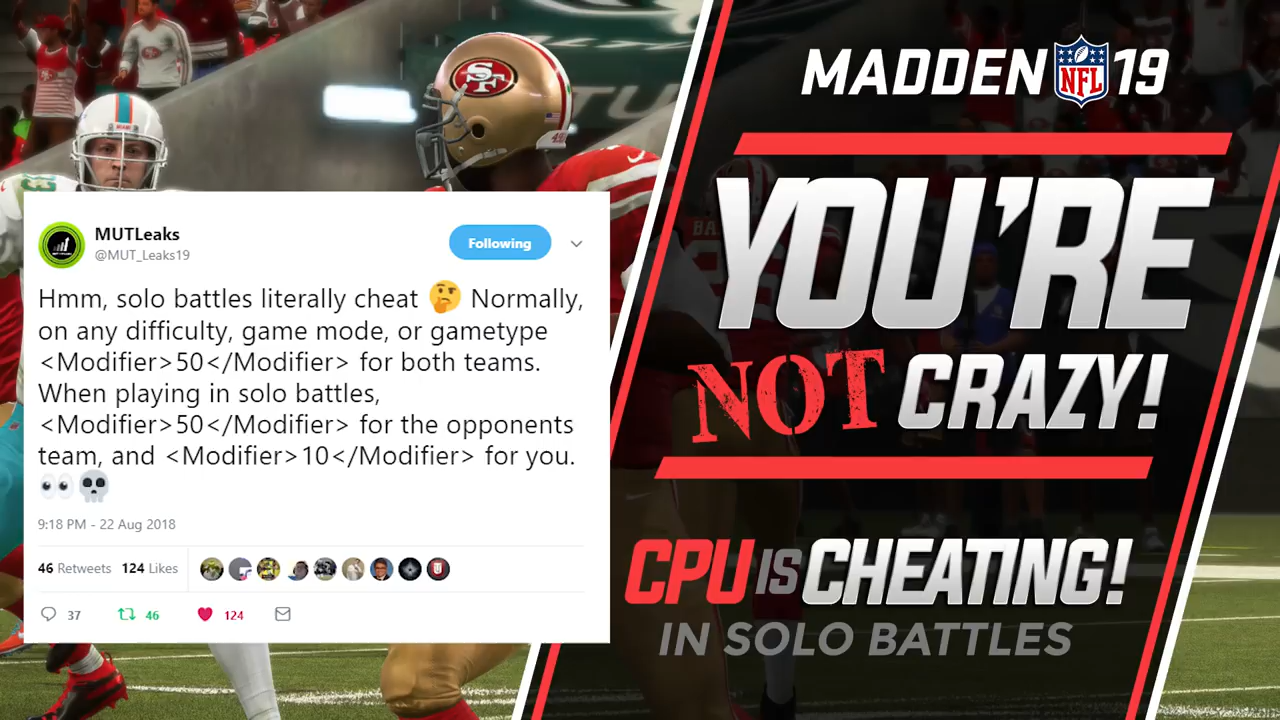 MUTLeaks
@MUT_Leaks19
Following
Hmm, solo battles literally cheat 🤔 Normally,
on any difficulty, game mode, or gametype
<Modifier>50</Modifier> for both teams.
When playing in solo battles,
<Modifier>50</Modifier> for the opponents
team, and <Modifier>10</Modifier> for you.
👀💀
9:18 PM - 22 Aug 2018
46 Retweets 124 Likes
37 46 124
MADDEN NFL 19
YOU'RE
NOT CRAZY!
CPU IS CHEATING!
IN SOLO BATTLES
SF
MIAMI